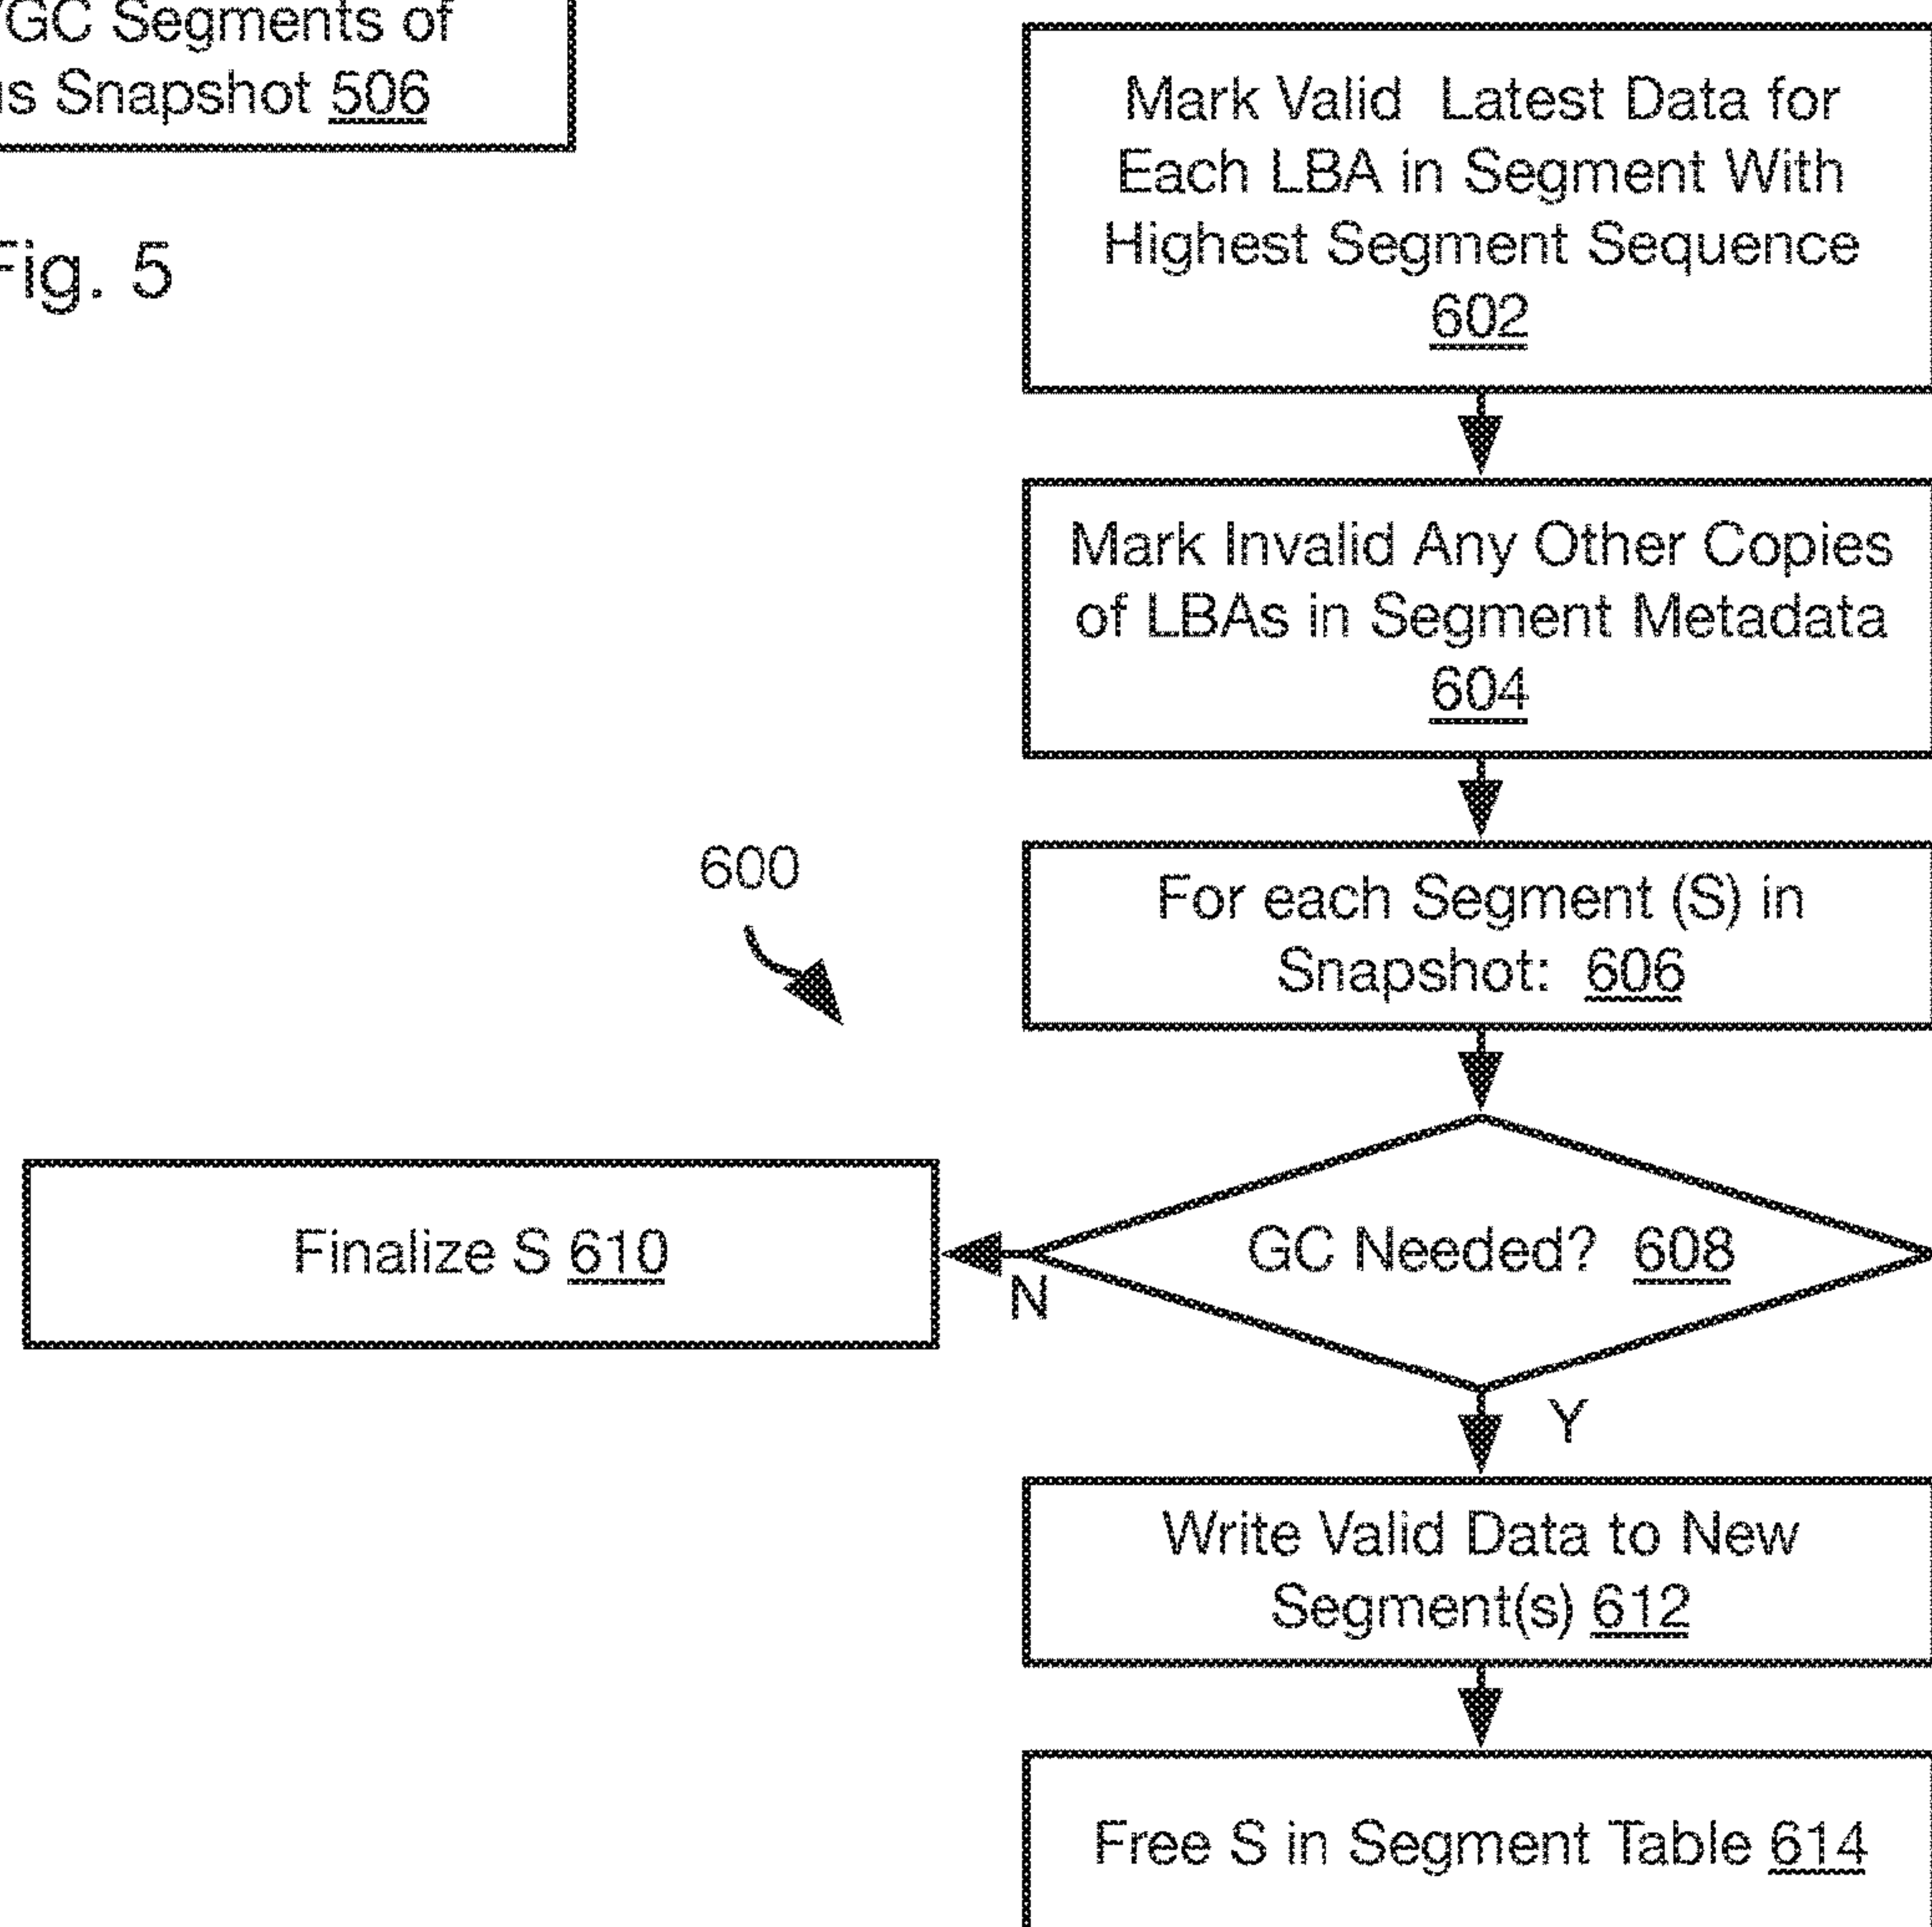 GC Segments of
Snapshot 506
Fig. 5
Mark Valid Latest Data for
Each LBA in Segment With
Highest Segment Sequence
602
Mark Invalid Any Other Copies
of LBAs in Segment Metadata
604
600
For each Segment (S) in
Snapshot: 606
Finalize S 610
N
GC Needed? 608
Y
Write Valid Data to New
Segment(s) 612
Free S in Segment Table 614